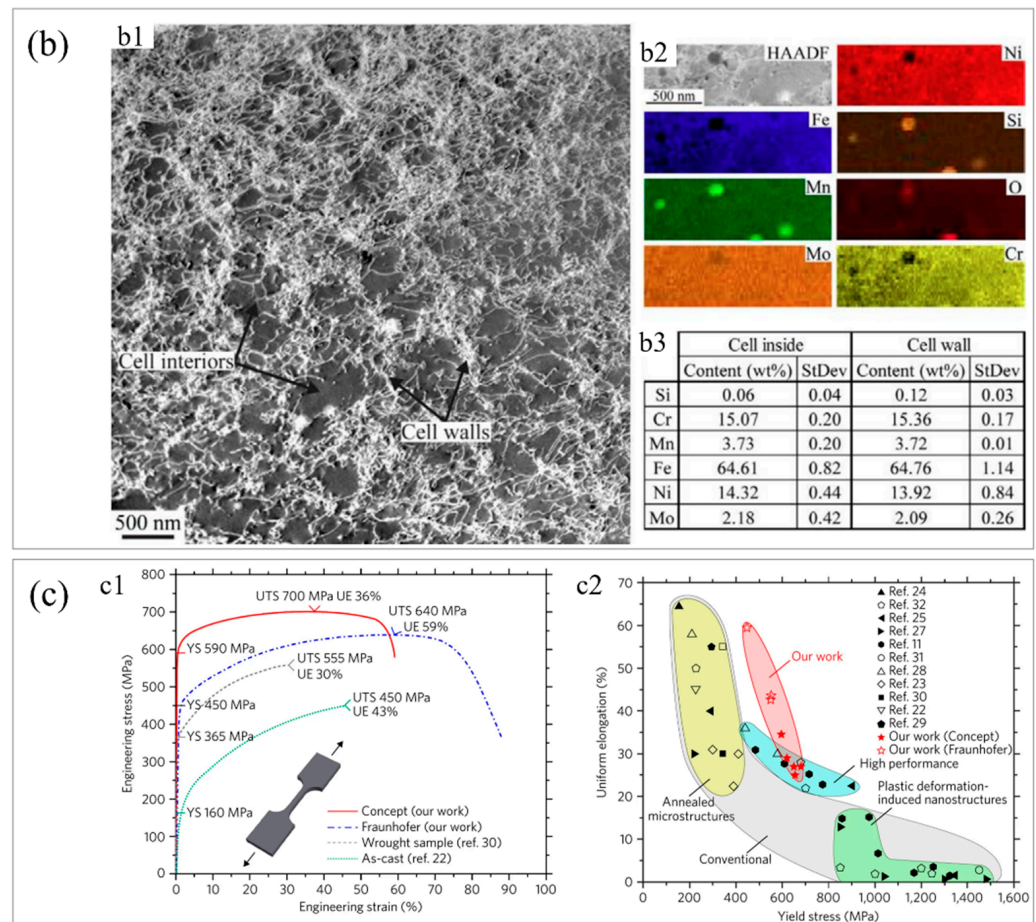 (b)
b1
Cell interiors
Cell walls
500 nm
b2
HAADF
500 nm
Ni
Fe
Si
Mn
O
Mo
Cr
b3
Cell inside Cell wall
Content (wt%) StDev Content (wt%) StDev
Si 0.06 0.04 0.12 0.03
Cr 15.07 0.20 15.36 0.17
Mn 3.73 0.20 3.72 0.01
Fe 64.61 0.82 64.76 1.14
Ni 14.32 0.44 13.92 0.84
Mo 2.18 0.42 2.09 0.26
(c)
c1
800
700
600
500
400
300
200
100
0
Engineering stress (MPa)
UTS 700 MPa UE 36%
UTS 640 MPa
UE 59%
YS 590 MPa
UTS 555 MPa
UE 30%
YS 450 MPa
UTS 450 MPa
UE 43%
YS 365 MPa
YS 160 MPa
Concept (our work)
Fraunhofer (our work)
Wrought sample (ref. 30)
As-cast (ref. 22)
0 10 20 30 40 50 60 70 80 90 100
Engineering strain (%)
c2
70
60
50
40
30
20
10
0
Uniform elongation (%)
Our work
Ref. 24
Ref. 32
Ref. 25
Ref. 27
Ref. 11
Ref. 31
Ref. 28
Ref. 23
Ref. 30
Ref. 22
Ref. 29
Our work (Concept)
Our work (Fraunhofer)
High performance
Plastic deformation-
induced nanostructures
Annealed
microstructures
Conventional
0 200 400 600 800 1,000 1,200 1,400 1,600
Yield stress (MPa)